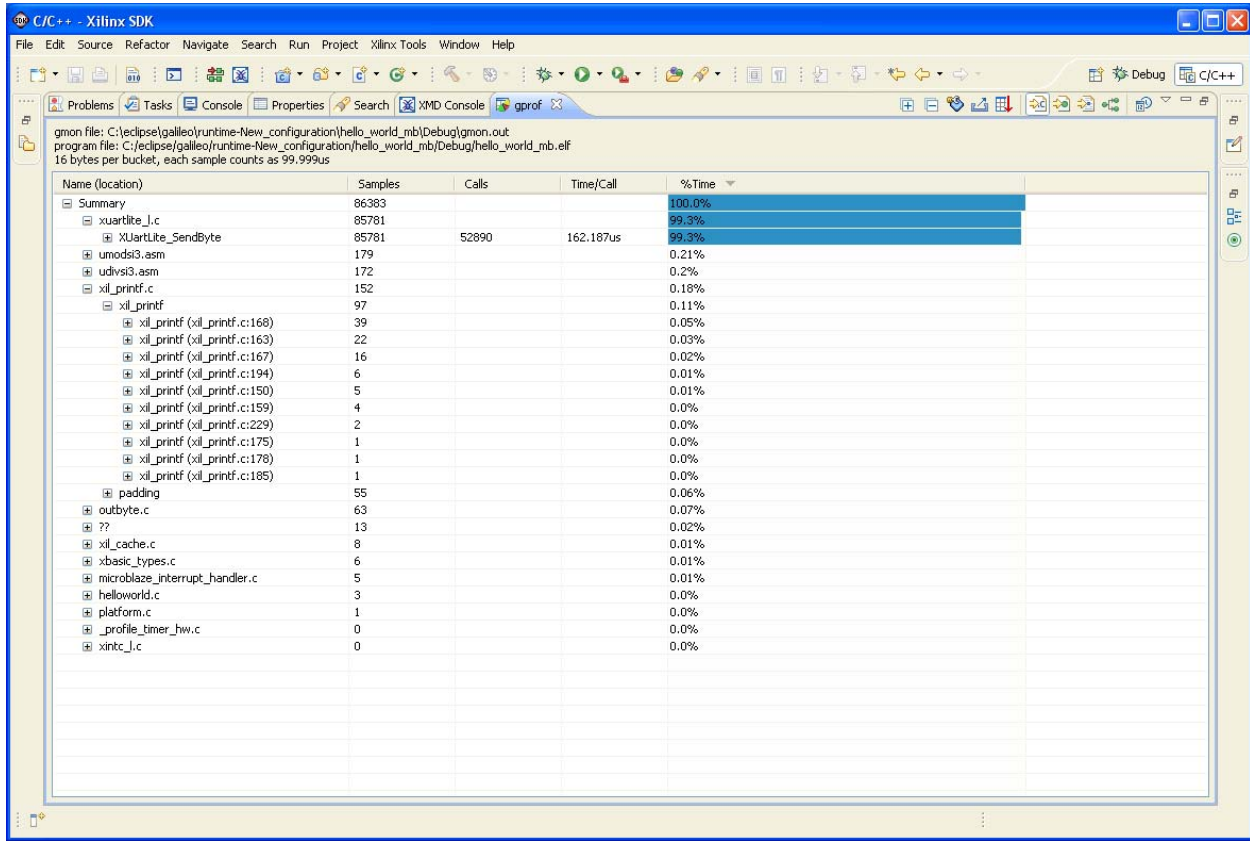 C/C++ - Xilinx SDK
File Edit Source Refactor Navigate Search Run Project Xilinx Tools Window Help
Debug C/C++
Problems Tasks Console Properties Search XMD Console gprof
gmon file: C:\eclipse\galileo\runtime-New_configuration\hello_world_mb\Debug\gmon.out
program file: C:/eclipse/galileo/runtime-New_configuration/hello_world_mb/Debug/hello_world_mb.elf
16 bytes per bucket, each sample counts as 99.999us
Name (location) Samples Calls Time/Call %Time
Summary 86383 100.0%
xuartlite_l.c 85781 99.3%
XUartLite_SendByte 85781 52890 162.187us 99.3%
umodsi3.asm 179 0.21%
udivsi3.asm 172 0.2%
xil_printf.c 152 0.18%
xil_printf 97 0.11%
xil_printf (xil_printf.c:168) 39 0.05%
xil_printf (xil_printf.c:163) 22 0.03%
xil_printf (xil_printf.c:167) 16 0.02%
xil_printf (xil_printf.c:194) 6 0.01%
xil_printf (xil_printf.c:150) 5 0.01%
xil_printf (xil_printf.c:159) 4 0.0%
xil_printf (xil_printf.c:229) 2 0.0%
xil_printf (xil_printf.c:175) 1 0.0%
xil_printf (xil_printf.c:178) 1 0.0%
xil_printf (xil_printf.c:185) 1 0.0%
padding 55 0.06%
outbyte.c 63 0.07%
?? 13 0.02%
xil_cache.c 8 0.01%
xbasic_types.c 6 0.01%
microblaze_interrupt_handler.c 5 0.01%
helloworld.c 3 0.0%
platform.c 1 0.0%
_profile_timer_hw.c 0 0.0%
xintc_l.c 0 0.0%